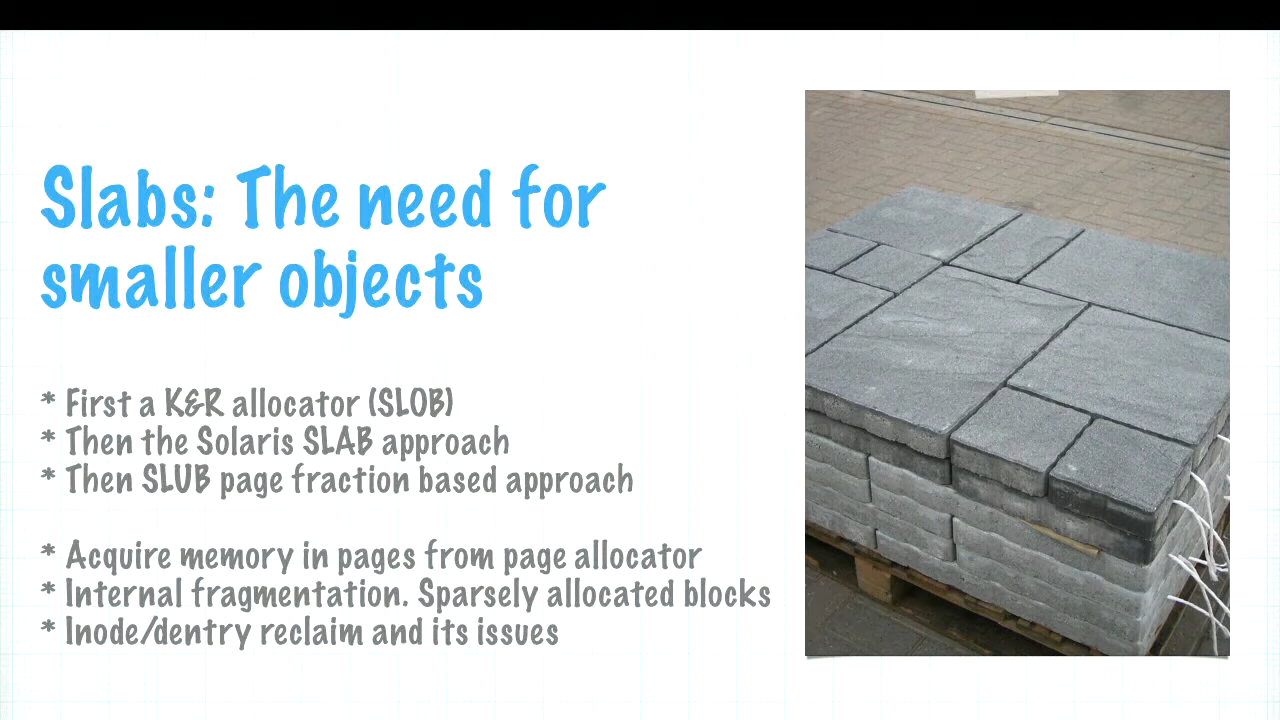 Slabs: The need for
smaller objects
* First a K&R allocator (SLOB)
* Then the Solaris SLAB approach
* Then SLUB page fraction based approach
* Acquire memory in pages from page allocator
* Internal fragmentation. Sparsely allocated blocks
* Inode/dentry reclaim and its issues